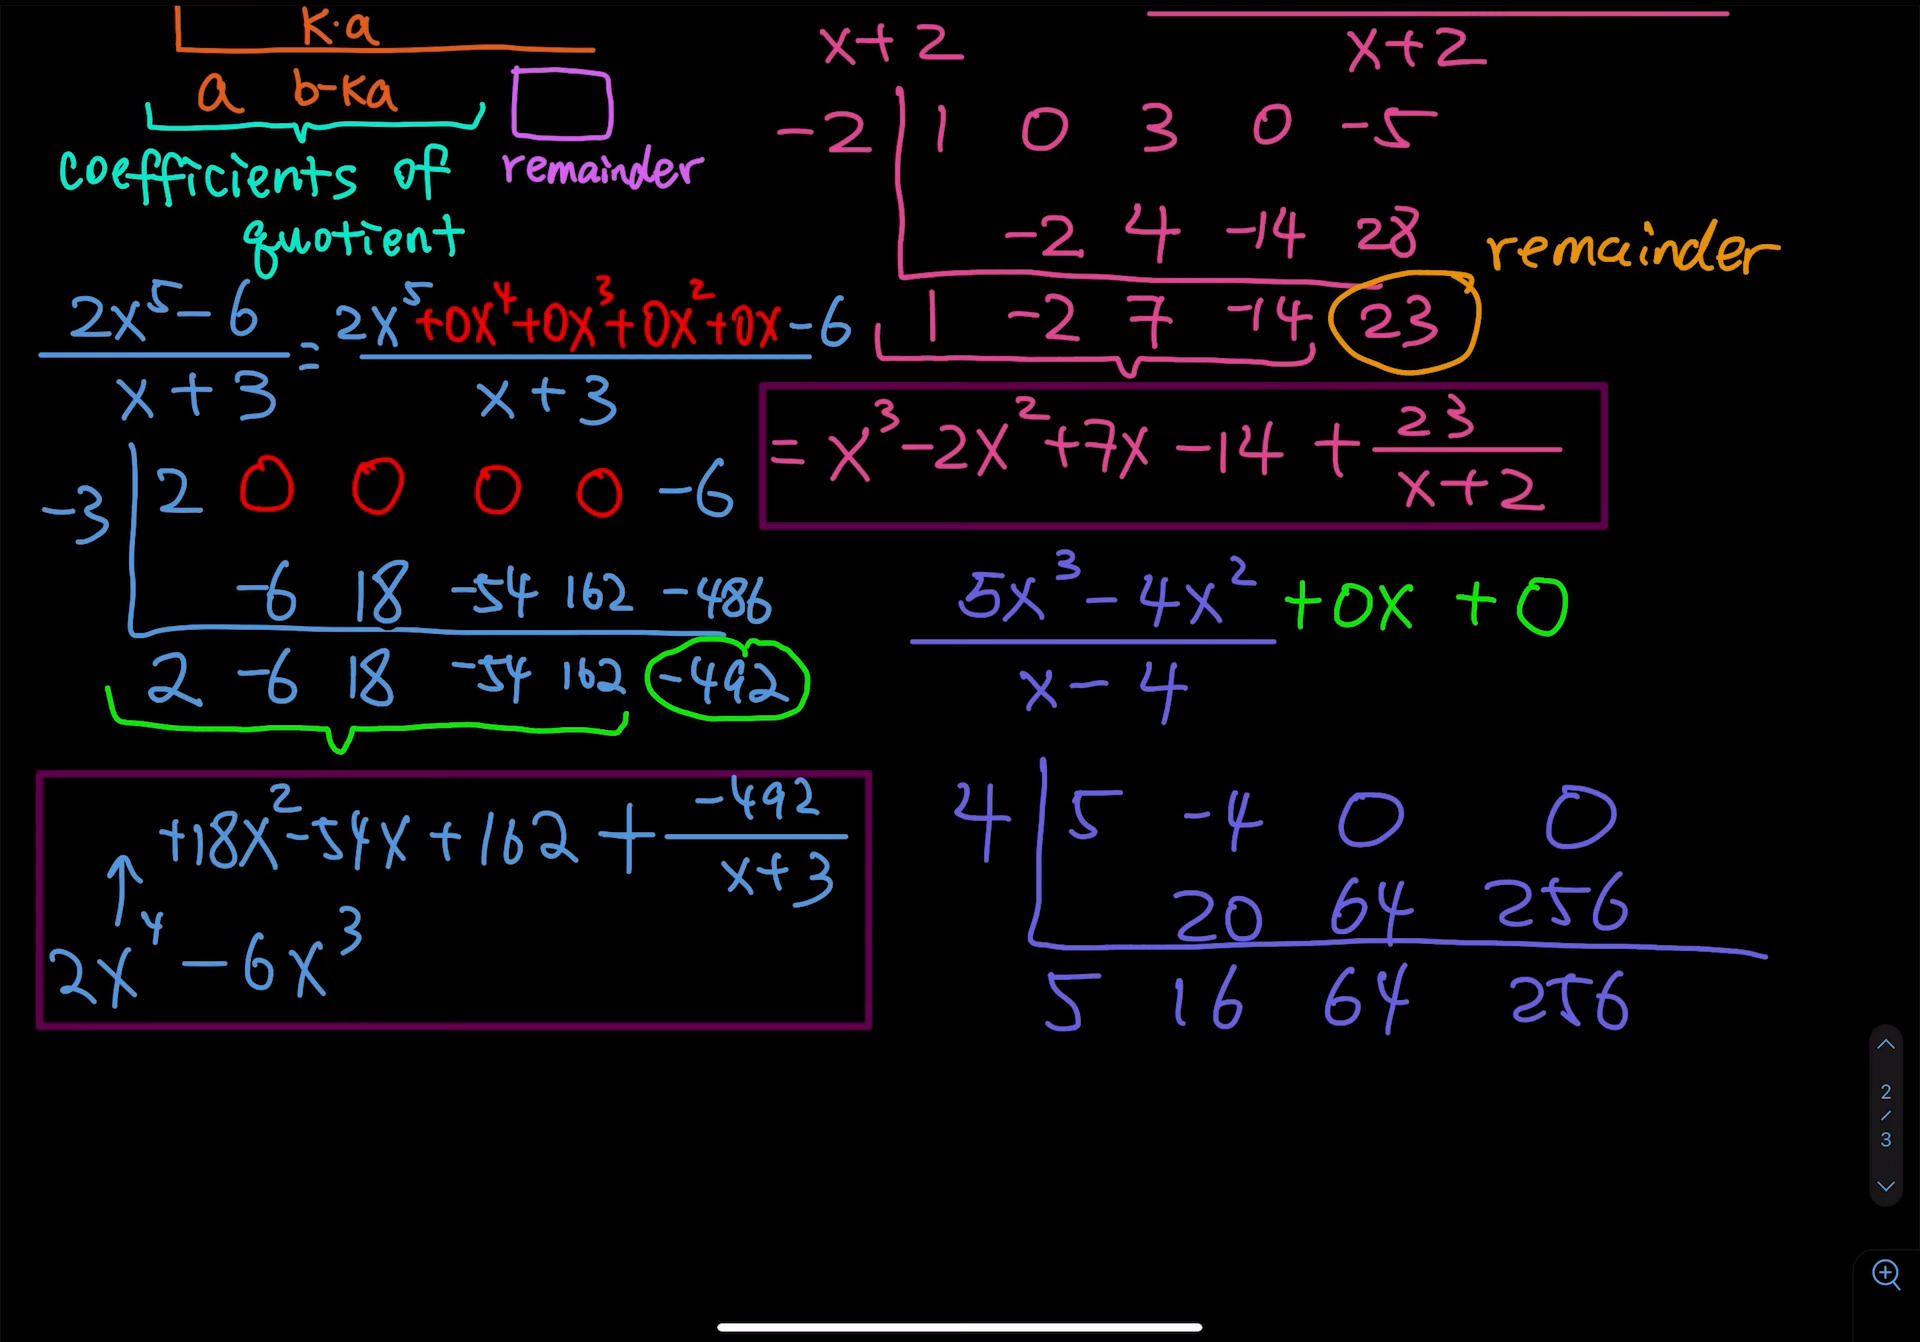 k·a
a b-ka
coefficients of
quotient
remainder
2x⁵-6 / x+3 = 2x⁵+0x⁴+0x³+0x²+0x-6 / x+3
-3 | 2 0 0 0 0 -6
-6 18 -54 162 -486
2 -6 18 -54 162 -492
+18x²-54x+162+ -492 / x+3
↑
2x⁴-6x³
x+2 x+2
-2 | 1 0 3 0 -5
-2 4 -14 28
remainder
1 -2 7 -14 23
= x³-2x²+7x-14+ 23 / x+2
5x³-4x² +0x +0
x-4
4 | 5 -4 0 0
20 64 256
5 16 64 256
2
/
3